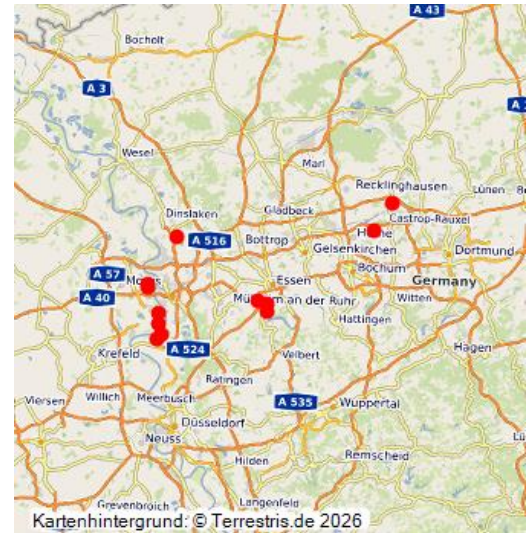 A 43
Bocholt
A 3
Wesel
Marl
Recklinghausen
Lünen
Dinslaken
Gladbeck
Castrop-Rauxel
A 516
Bottrop
Gelsenkirchen
Dortmund
A 57
Essen
Bochum
Germany
A 40
Mülheim an der Ruhr
Witten
Hattingen
Krefeld
A 524
Velbert
Hagen
Ratingen
Viersen
Willich
Meerbusch
A 535
Wuppertal
Düsseldorf
Neuss
Remscheid
Hilden
Grevenbroich
Langenfeld
Kartenhintergrund: © Terrestris.de 2026